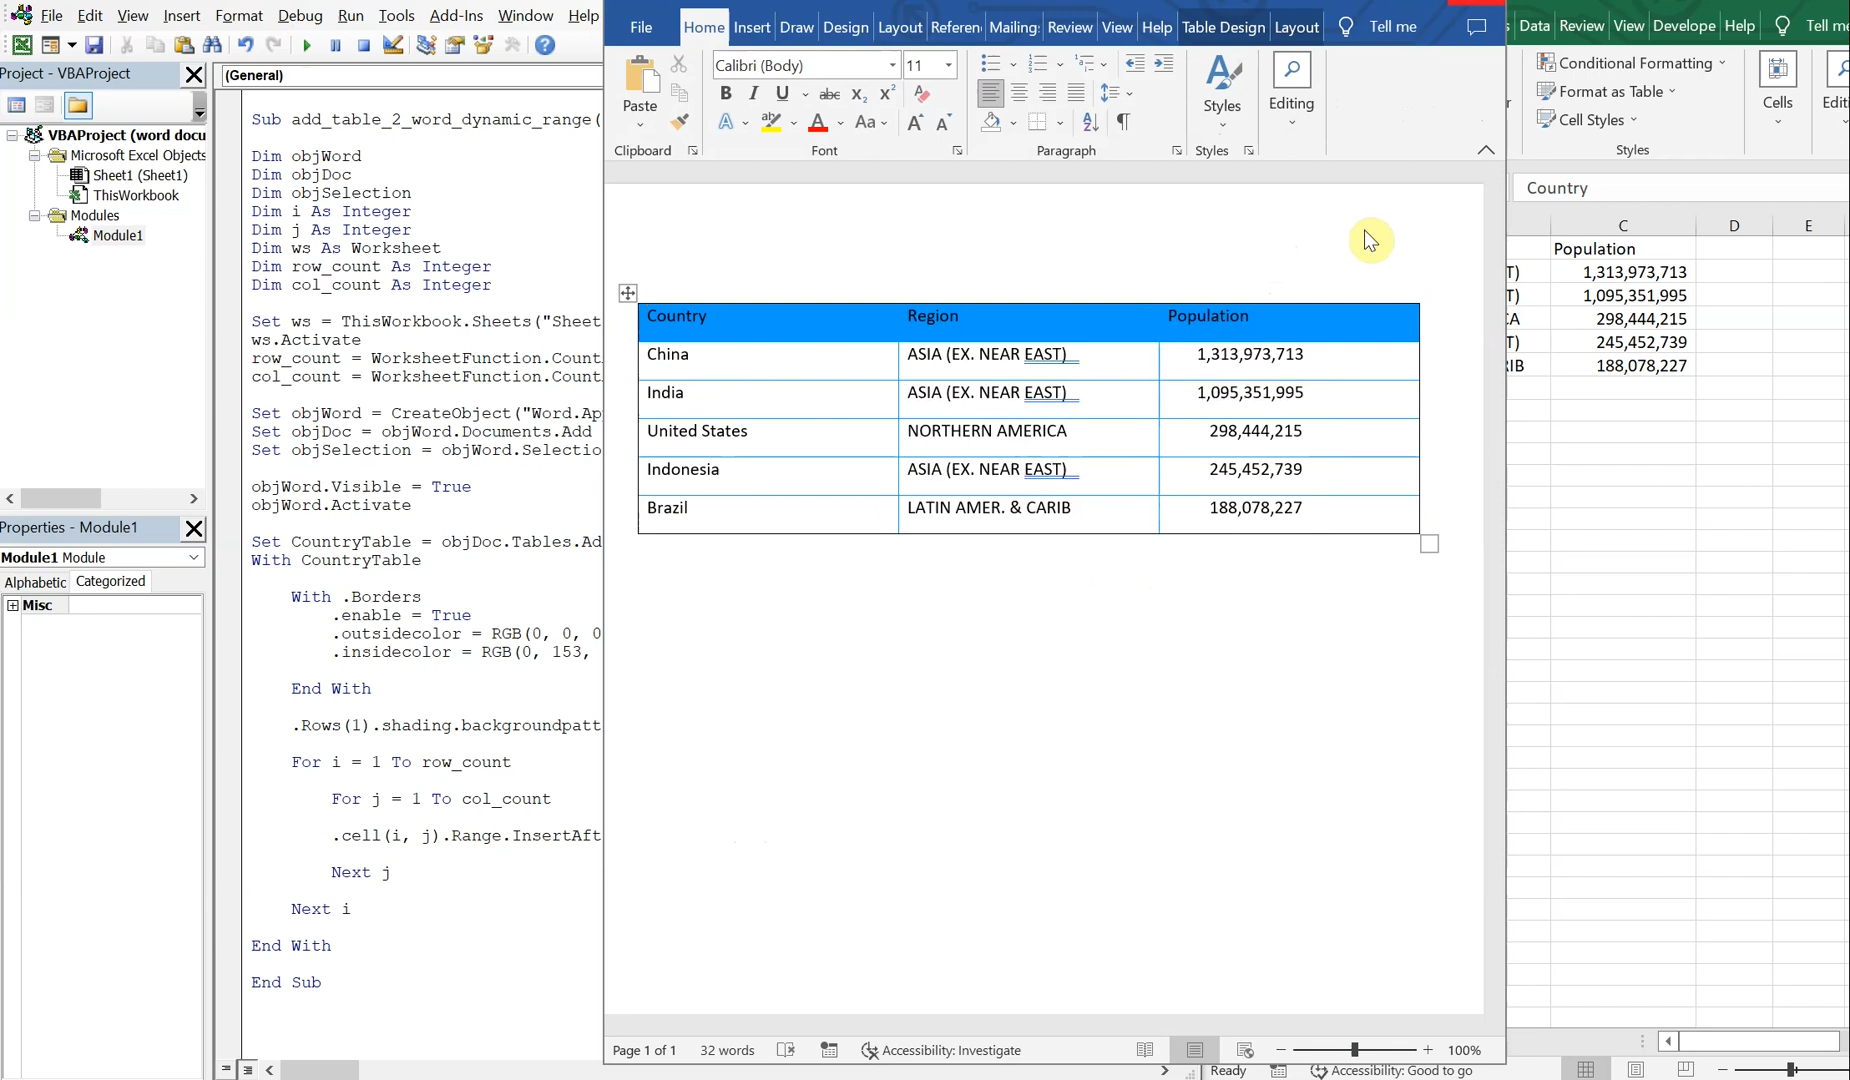 File Edit View Insert Format Debug Run Tools Add-Ins Window Help
Project - VBAProject
VBAProject (word docu
Microsoft Excel Objects
Sheet1 (Sheet1)
ThisWorkbook
Modules
Module1
Properties - Module1
Module1 Module
Alphabetic Categorized
Misc
(General)
Sub add_table_2_word_dynamic_range(
Dim objWord
Dim objDoc
Dim objSelection
Dim i As Integer
Dim j As Integer
Dim ws As Worksheet
Dim row_count As Integer
Dim col_count As Integer
Set ws = ThisWorkbook.Sheets("Sheet
ws.Activate
row_count = WorksheetFunction.Count
col_count = WorksheetFunction.Count
Set objWord = CreateObject("Word.Ap
Set objDoc = objWord.Documents.Add
Set objSelection = objWord.Selectio
objWord.Visible = True
objWord.Activate
Set CountryTable = objDoc.Tables.Ad
With CountryTable
With .Borders
.enable = True
.outsidecolor = RGB(0, 0, 0
.insidecolor = RGB(0, 153,
End With
.Rows(1).shading.backgroundpatt
For i = 1 To row_count
For j = 1 To col_count
.cell(i, j).Range.InsertAft
Next j
Next i
End With
End Sub
File Home Insert Draw Design Layout Referen Mailing View Review View Help Table Design Layout Tell me
Paste
Calibri (Body) 11
Styles
Editing
Clipboard Font Paragraph Styles
Country Region Population
China ASIA (EX. NEAR EAST) 1,313,973,713
India ASIA (EX. NEAR EAST) 1,095,351,995
United States NORTHERN AMERICA 298,444,215
Indonesia ASIA (EX. NEAR EAST) 245,452,739
Brazil LATIN AMER. & CARIB 188,078,227
Page 1 of 1 32 words Accessibility: Investigate 100%
Data Review View Develope Help Tell me
Conditional Formatting
Format as Table
Cell Styles
Cells
Editi
Styles
Country
C D E
Population
T) 1,313,973,713
T) 1,095,351,995
CA 298,444,215
T) 245,452,739
RIB 188,078,227
Ready Accessibility: Good to go